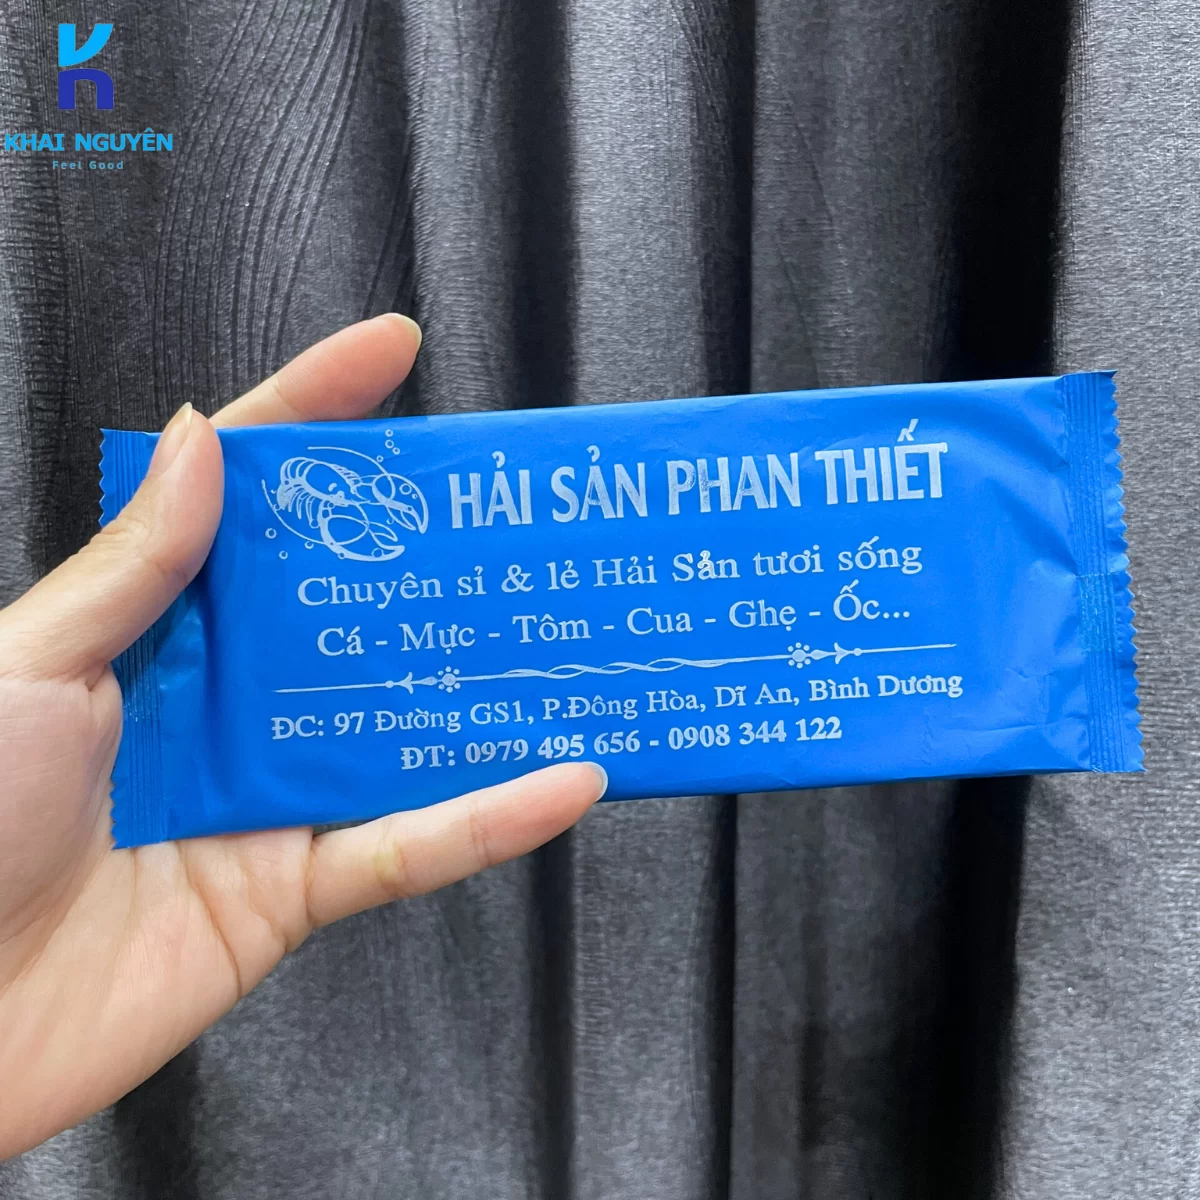 KHAI NGUYÊN
Feel Good
HẢI SẢN PHAN THIẾT
Chuyên sỉ & lẻ Hải Sản tươi sống
Cá - Mực - Tôm - Cua - Ghẹ - Ốc...
ĐC: 97 Đường GS1, P.Đông Hòa, Dĩ An, Bình Dương
ĐT: 0979 495 656 - 0908 344 122